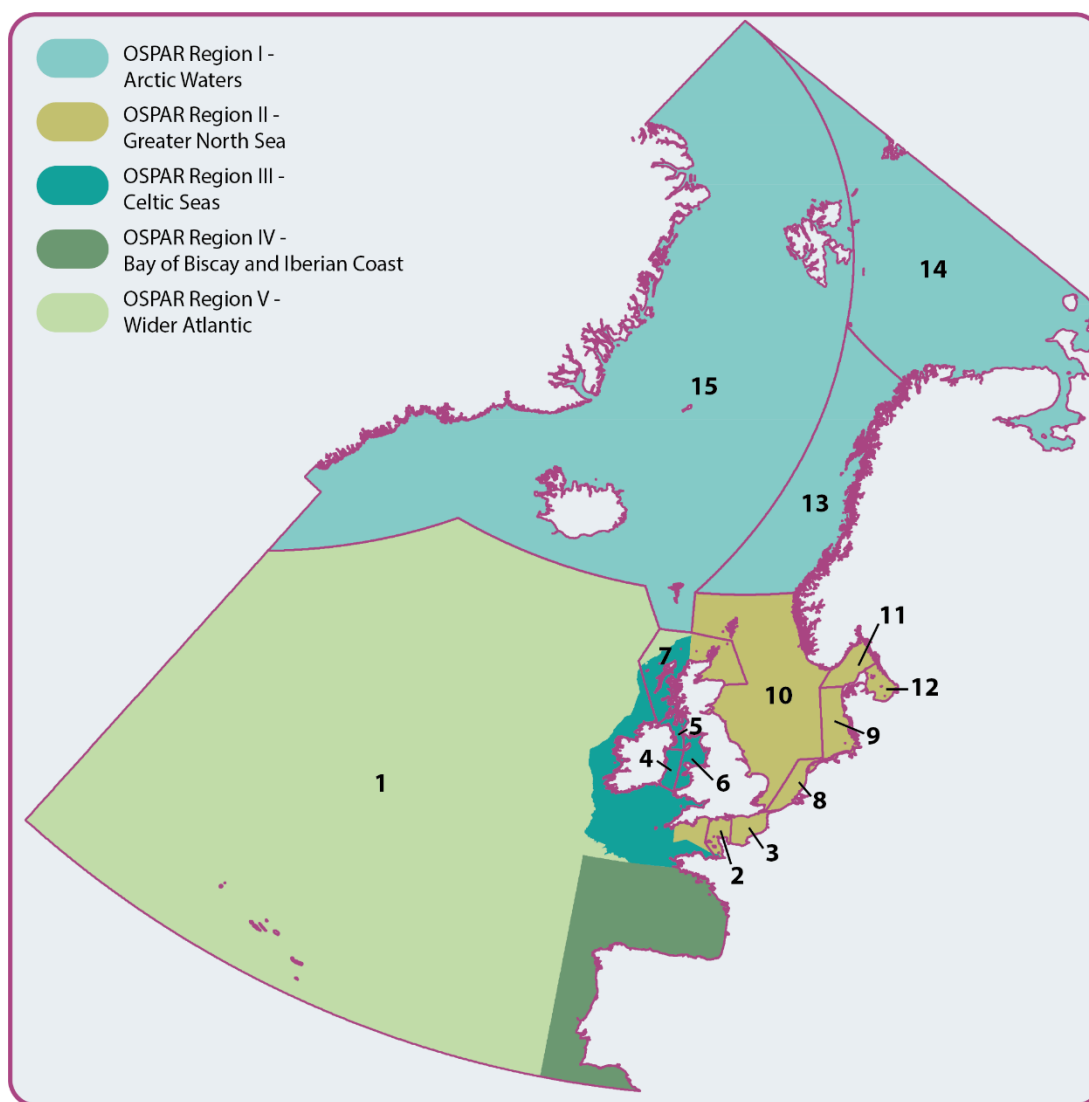 OSPAR Region I -
Arctic Waters
OSPAR Region II -
Greater North Sea
OSPAR Region III -
Celtic Seas
OSPAR Region IV -
Bay of Biscay and Iberian Coast
OSPAR Region V -
Wider Atlantic
14
15
13
11
7
12
10
5
9
4
6
1
8
3
2